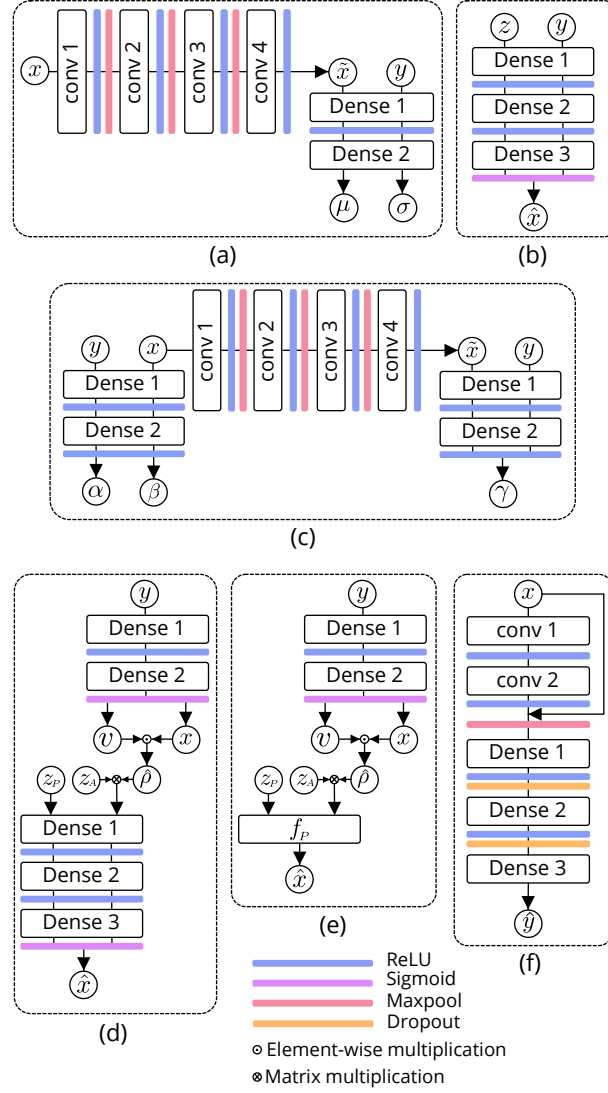 x conv 1 conv 2 conv 3 conv 4 x̃ y
Dense 1
Dense 2
μ σ
(a)
z y
Dense 1
Dense 2
Dense 3
x̂
(b)
y x conv 1 conv 2 conv 3 conv 4 x̃ y
Dense 1 Dense 1
Dense 2 Dense 2
α β γ
(c)
y
Dense 1
Dense 2
υ x
z_P z_A ρ̂
Dense 1
Dense 2
Dense 3
x̂
(d)
y
Dense 1
Dense 2
υ x
z_P z_A ρ̂
f_P
x̂
(e)
x
conv 1
conv 2
Dense 1
Dense 2
Dense 3
ŷ
(f)
ReLU
Sigmoid
Maxpool
Dropout
⊙ Element-wise multiplication
⊗ Matrix multiplication